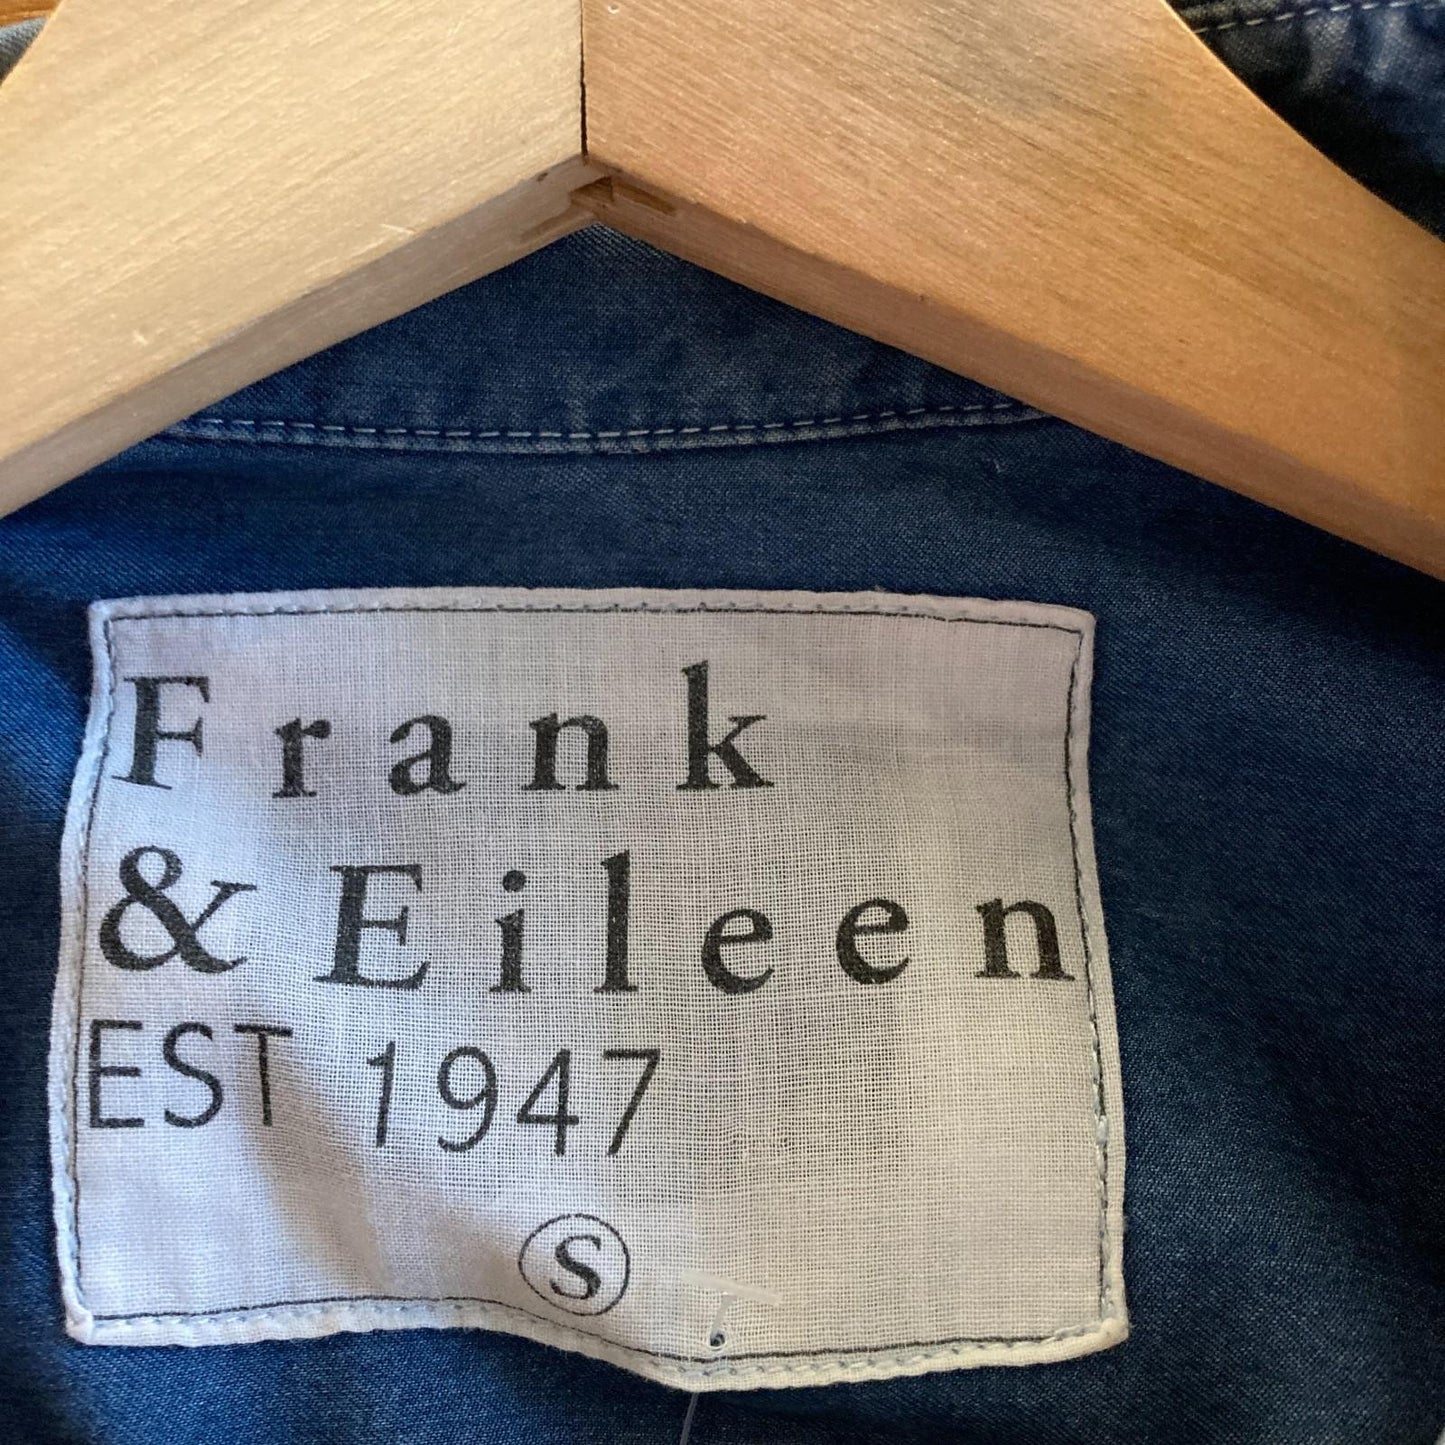 Frank
& Eileen
EST 1947
S